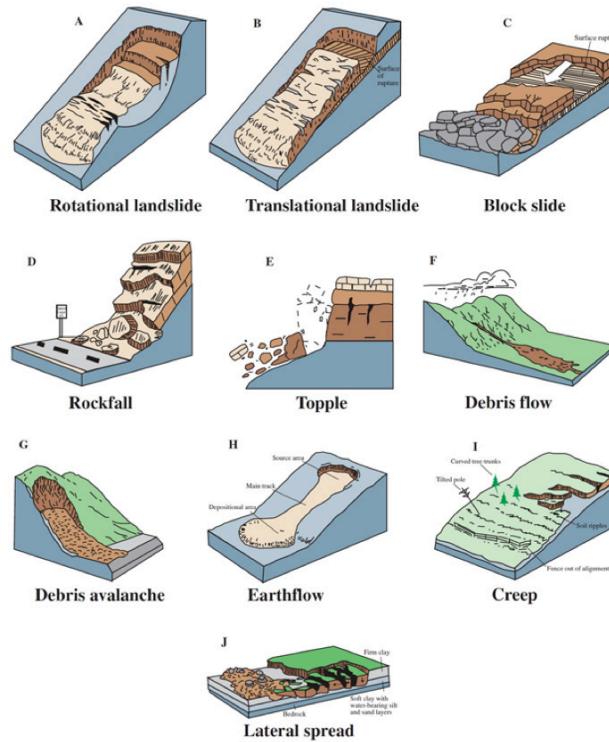 A
B
C
Surface rupt
Surface
of
rupture
Rotational landslide
Translational landslide
Block slide
D
E
F
Rockfall
Topple
Debris flow
G
H
I
Source area
Main track
Depositional area
Curved tree trunks
Tilted pole
Soil ripples
Fence out of alignment
Debris avalanche
Earthflow
Creep
J
Firm clay
Soft clay with
water-bearing silt
and sand layers
Bedrock
Lateral spread